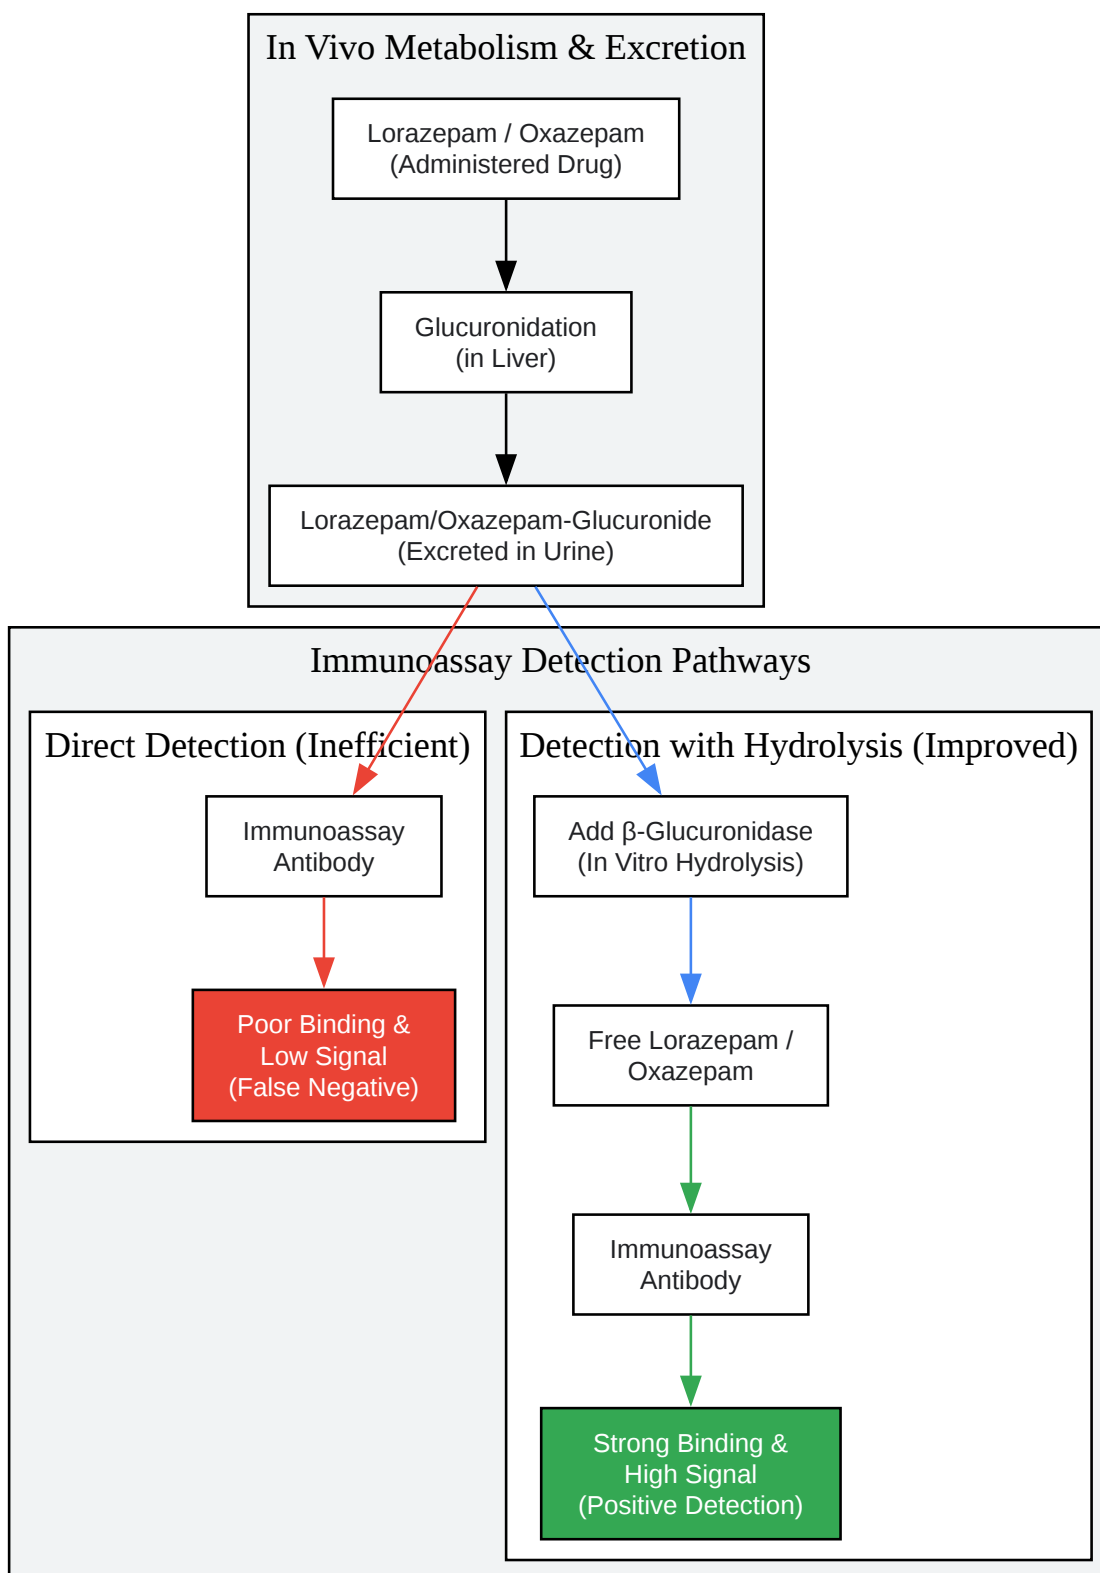 In Vivo Metabolism & Excretion
Lorazepam / Oxazepam
(Administered Drug)
Glucuronidation
(in Liver)
Lorazepam/Oxazepam-Glucuronide
(Excreted in Urine)
Immunoassay Detection Pathways
Direct Detection (Inefficient)
Immunoassay
Antibody
Poor Binding &
Low Signal
(False Negative)
Detection with Hydrolysis (Improved)
Add β-Glucuronidase
(In Vitro Hydrolysis)
Free Lorazepam /
Oxazepam
Immunoassay
Antibody
Strong Binding &
High Signal
(Positive Detection)